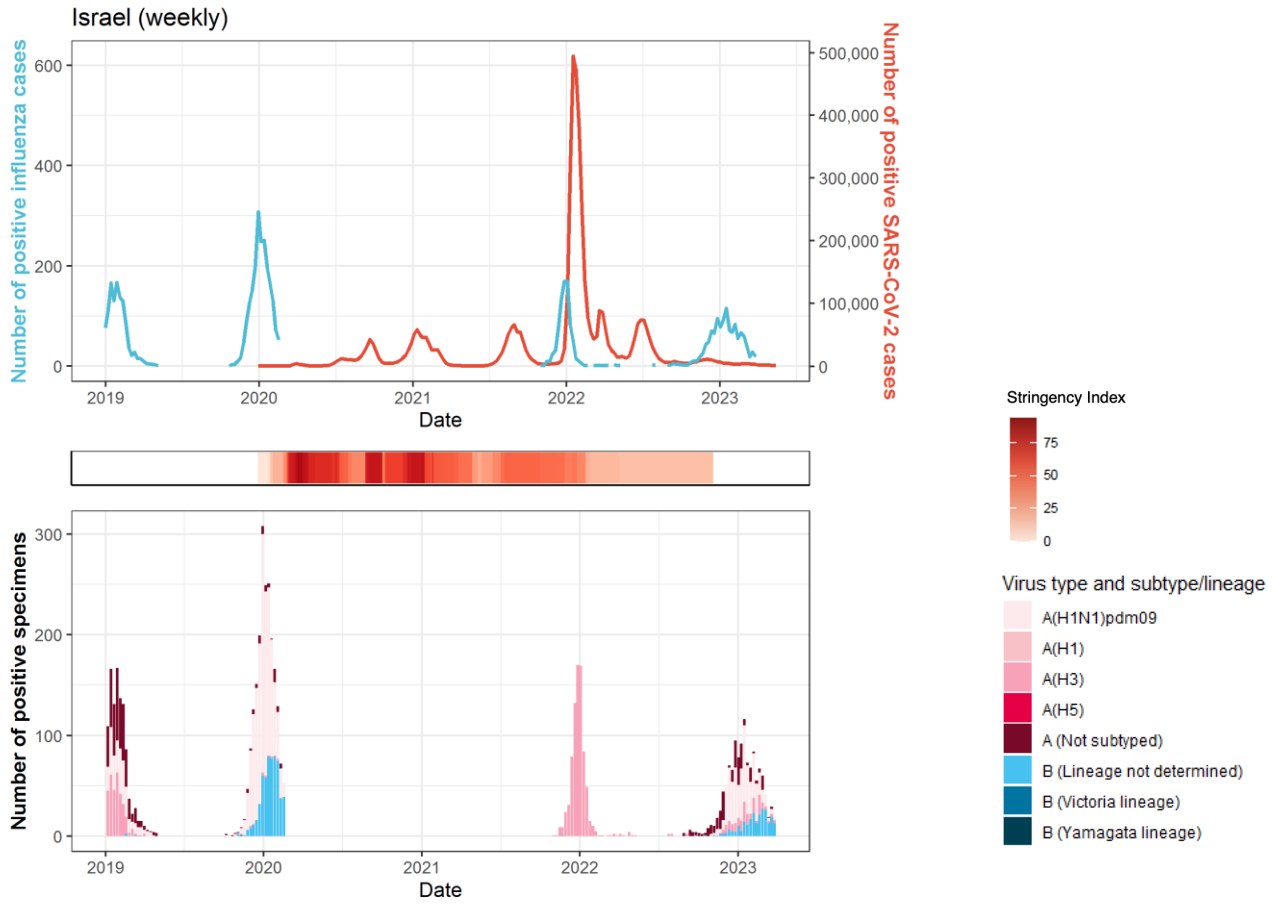 Israel (weekly)
Number of positive influenza cases
600
400
200
0
500,000
400,000
300,000
200,000
100,000
0
Number of positive SARS-CoV-2 cases
2019
2020
2021
2022
2023
Date
Stringency Index
75
50
25
0
Number of positive specimens
300
200
100
0
2019
2020
2021
2022
2023
Date
Virus type and subtype/lineage
A(H1N1)pdm09
A(H1)
A(H3)
A(H5)
A (Not subtyped)
B (Lineage not determined)
B (Victoria lineage)
B (Yamagata lineage)